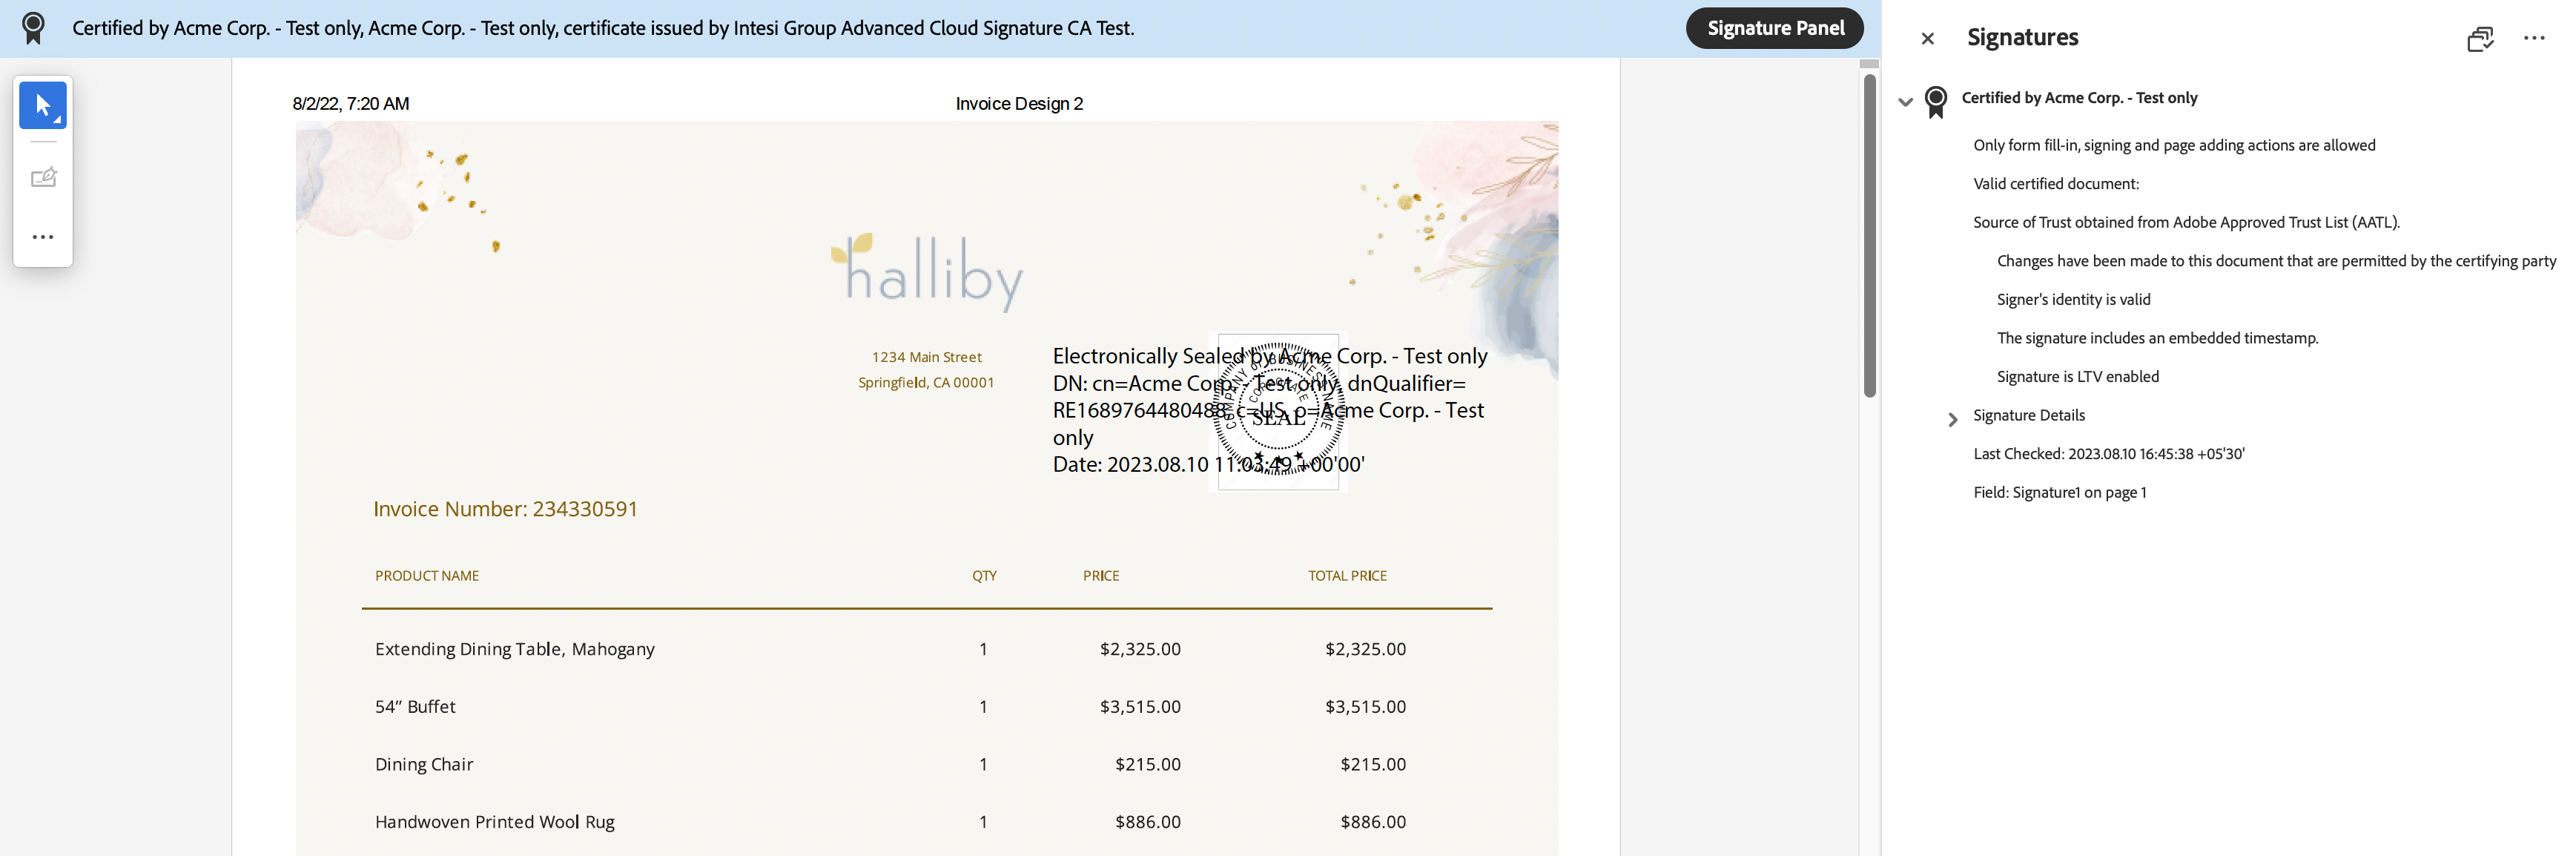 Certified by Acme Corp. - Test only, Acme Corp. - Test only, certificate issued by Intesi Group Advanced Cloud Signature CA Test.
Signature Panel
8/2/22, 7:20 AM
Invoice Design 2
halliby
1234 Main Street
Springfield, CA 00001
Electronically Sealed by Acme Corp. - Test only
DN: cn=Acme Corp. - Test only, dnQualifier=
RE1689764480488, c=US, o=Acme Corp. - Test
only
Date: 2023.08.10 11:03:49 +00'00'
COMPANY or BUSINESS NAME
CORPORATE
SEAL
Invoice Number: 234330591
PRODUCT NAME QTY PRICE TOTAL PRICE
Extending Dining Table, Mahogany 1 $2,325.00 $2,325.00
54” Buffet 1 $3,515.00 $3,515.00
Dining Chair 1 $215.00 $215.00
Handwoven Printed Wool Rug 1 $886.00 $886.00
Signatures
Certified by Acme Corp. - Test only
Only form fill-in, signing and page adding actions are allowed
Valid certified document:
Source of Trust obtained from Adobe Approved Trust List (AATL).
Changes have been made to this document that are permitted by the certifying party
Signer's identity is valid
The signature includes an embedded timestamp.
Signature is LTV enabled
Signature Details
Last Checked: 2023.08.10 16:45:38 +05'30'
Field: Signature1 on page 1